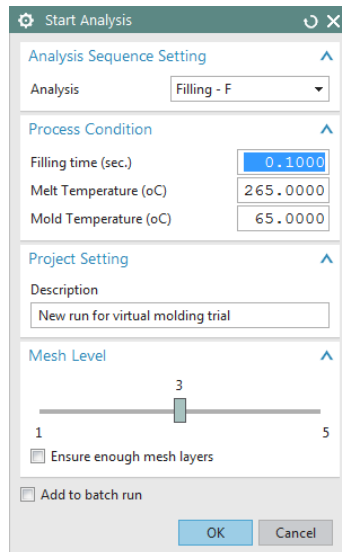 Start Analysis
Analysis Sequence Setting
Analysis Filling - F
Process Condition
Filling time (sec.) 0.1000
Melt Temperature (oC) 265.0000
Mold Temperature (oC) 65.0000
Project Setting
Description
New run for virtual molding trial
Mesh Level
3
1 5
Ensure enough mesh layers
Add to batch run
OK Cancel